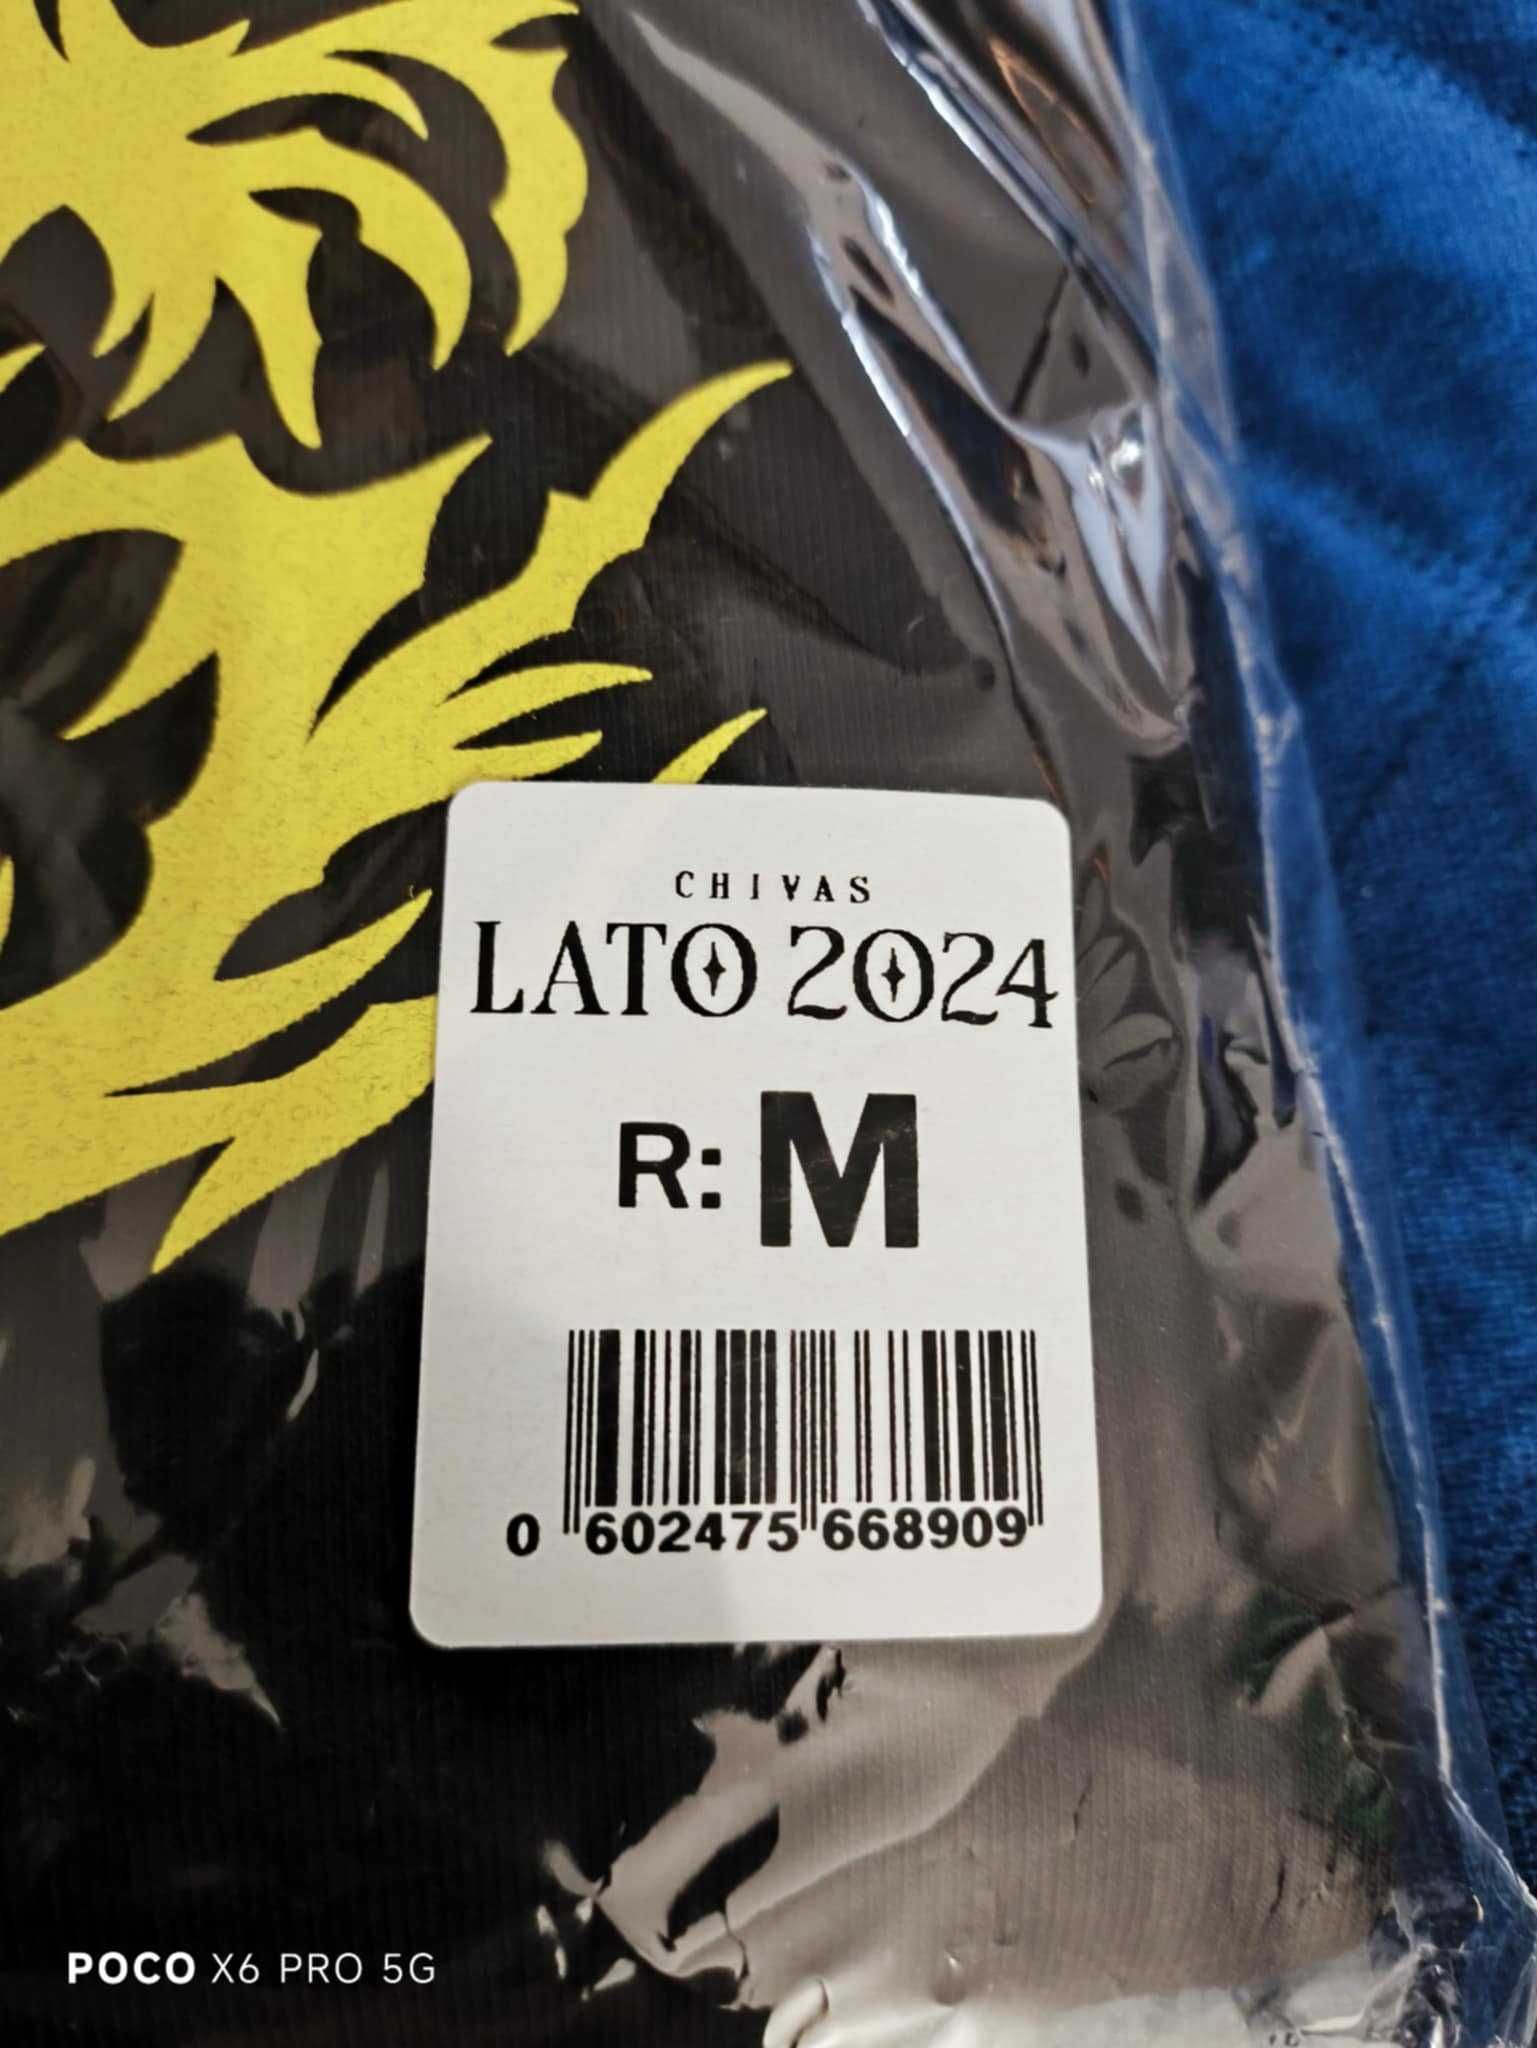 CHIVAS
LATO 2024
R: M
0 602475 668909
POCO X6 PRO 5G